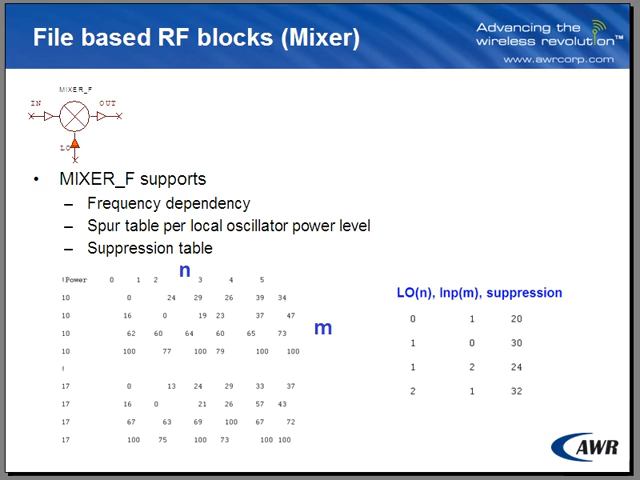 File based RF blocks (Mixer)
Advancing the
wireless revolution™
www.awrcorp.com
MIXER_F
IN OUT
LO
• MIXER_F supports
– Frequency dependency
– Spur table per local oscillator power level
– Suppression table
n
!Power 0 1 2 3 4 5
10 0 24 29 26 39 34
10 16 0 19 23 37 47
10 62 60 64 60 65 73
10 100 77 100 79 100 100
!
17 0 13 24 29 33 37
17 16 0 21 26 57 43
17 67 63 69 100 67 72
17 100 75 100 73 100 100
m
LO(n), Inp(m), suppression
0 1 20
1 0 30
1 2 24
2 1 32
AWR